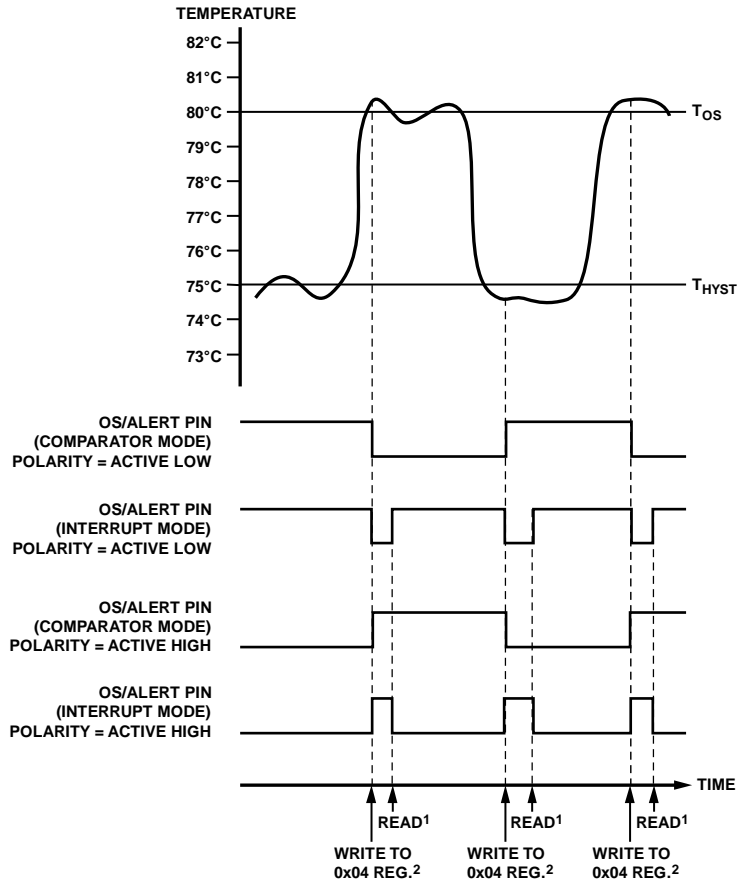 TEMPERATURE
82°C
81°C
80°C
79°C
78°C
77°C
76°C
75°C
74°C
73°C
TOS
THYST
OS/ALERT PIN
(COMPARATOR MODE)
POLARITY = ACTIVE LOW
OS/ALERT PIN
(INTERRUPT MODE)
POLARITY = ACTIVE LOW
OS/ALERT PIN
(COMPARATOR MODE)
POLARITY = ACTIVE HIGH
OS/ALERT PIN
(INTERRUPT MODE)
POLARITY = ACTIVE HIGH
TIME
READ1
READ1
READ1
WRITE TO
0x04 REG.2
WRITE TO
0x04 REG.2
WRITE TO
0x04 REG.2